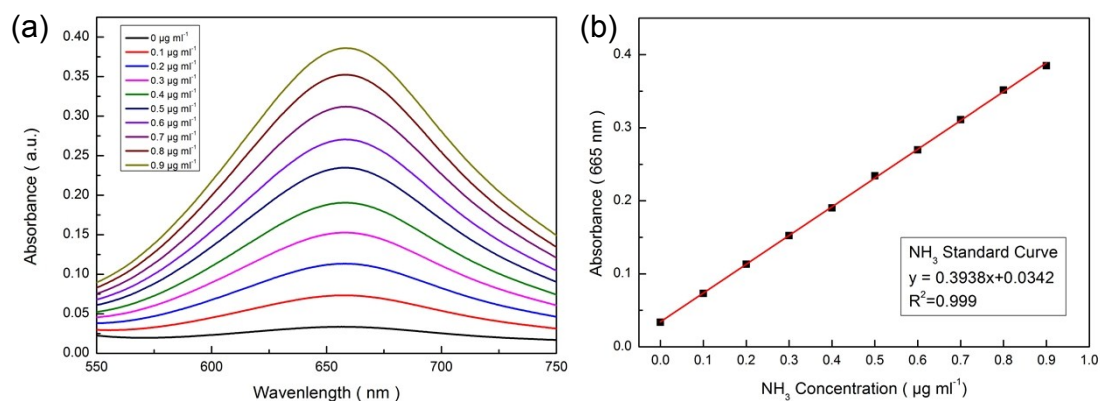 (a)
0.40
0.35
0.30
0.25
0.20
0.15
0.10
0.05
0.00
Absorbance ( a.u. )
0 µg ml⁻¹
0.1 µg ml⁻¹
0.2 µg ml⁻¹
0.3 µg ml⁻¹
0.4 µg ml⁻¹
0.5 µg ml⁻¹
0.6 µg ml⁻¹
0.7 µg ml⁻¹
0.8 µg ml⁻¹
0.9 µg ml⁻¹
550 600 650 700 750
Wavelength ( nm )
(b)
0.4
0.3
0.2
0.1
0.0
Absorbance ( 665 nm )
NH₃ Standard Curve
y = 0.3938x+0.0342
R²=0.999
0.0 0.1 0.2 0.3 0.4 0.5 0.6 0.7 0.8 0.9 1.0
NH₃ Concentration ( µg ml⁻¹ )